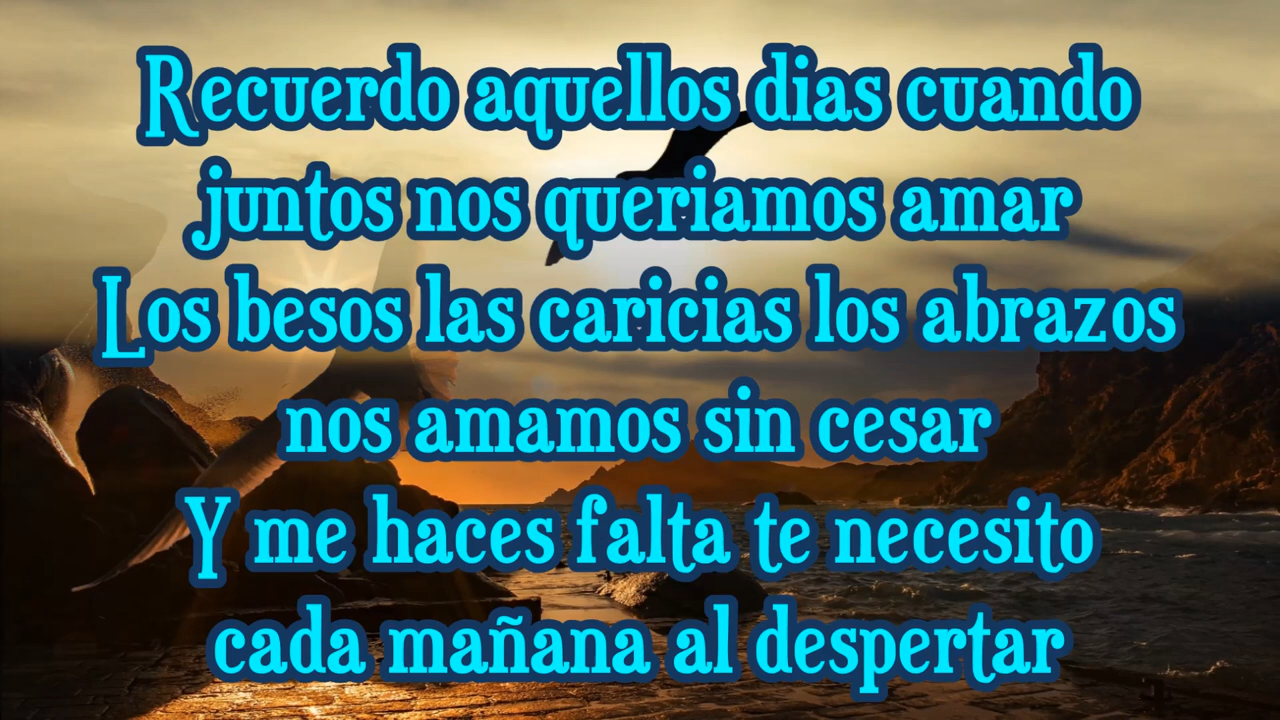 Recuerdo aquellos dias cuando
juntos nos queriamos amar
Los besos las caricias los abrazos
nos amamos sin cesar
Y me haces falta te necesito
cada mañana al despertar